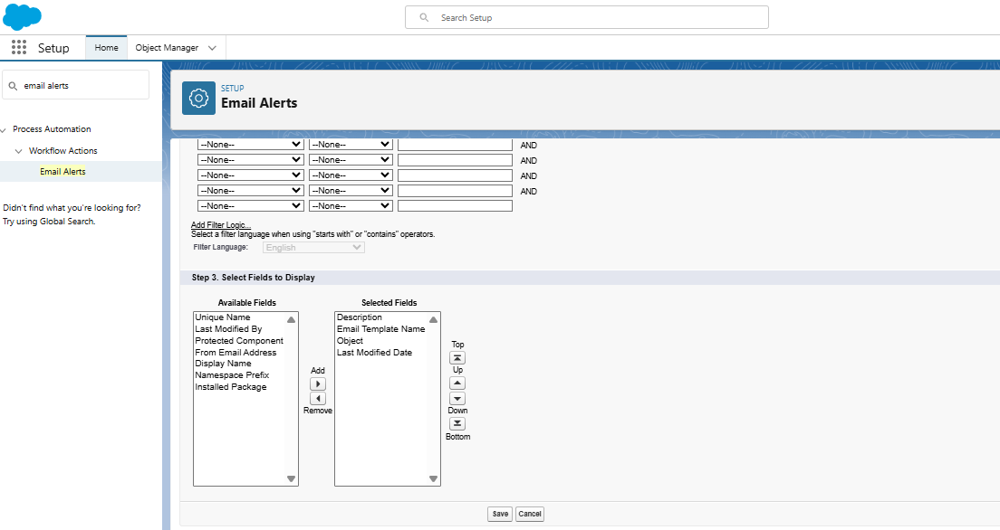 Search Setup
Setup
Home
Object Manager
email alerts
Process Automation
Workflow Actions
Email Alerts
Didn't find what you're looking for?
Try using Global Search.
SETUP
Email Alerts
--None-- --None-- AND
--None-- --None-- AND
--None-- --None-- AND
--None-- --None-- AND
--None-- --None--
Add Filter Logic...
Select a filter language when using "starts with" or "contains" operators.
Filter Language: English
Step 3. Select Fields to Display
Available Fields
Unique Name
Last Modified By
Protected Component
From Email Address
Display Name
Namespace Prefix
Installed Package
Add
Remove
Selected Fields
Description
Email Template Name
Object
Last Modified Date
Top
Up
Down
Bottom
Save Cancel